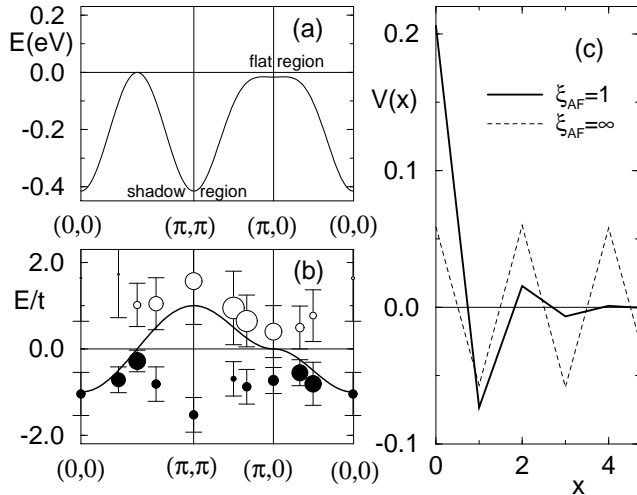 0.2
E(eV)
0.0
-0.2
-0.4
(a)
flat region
shadow region
(0,0) (π,π) (π,0) (0,0)
2.0
E/t
0.0
-2.0
(b)
(0,0) (π,π) (π,0) (0,0)
0.2
V(x)
0.1
0.0
-0.1
(c)
ξAF=1
ξAF=∞
0 2 4
x